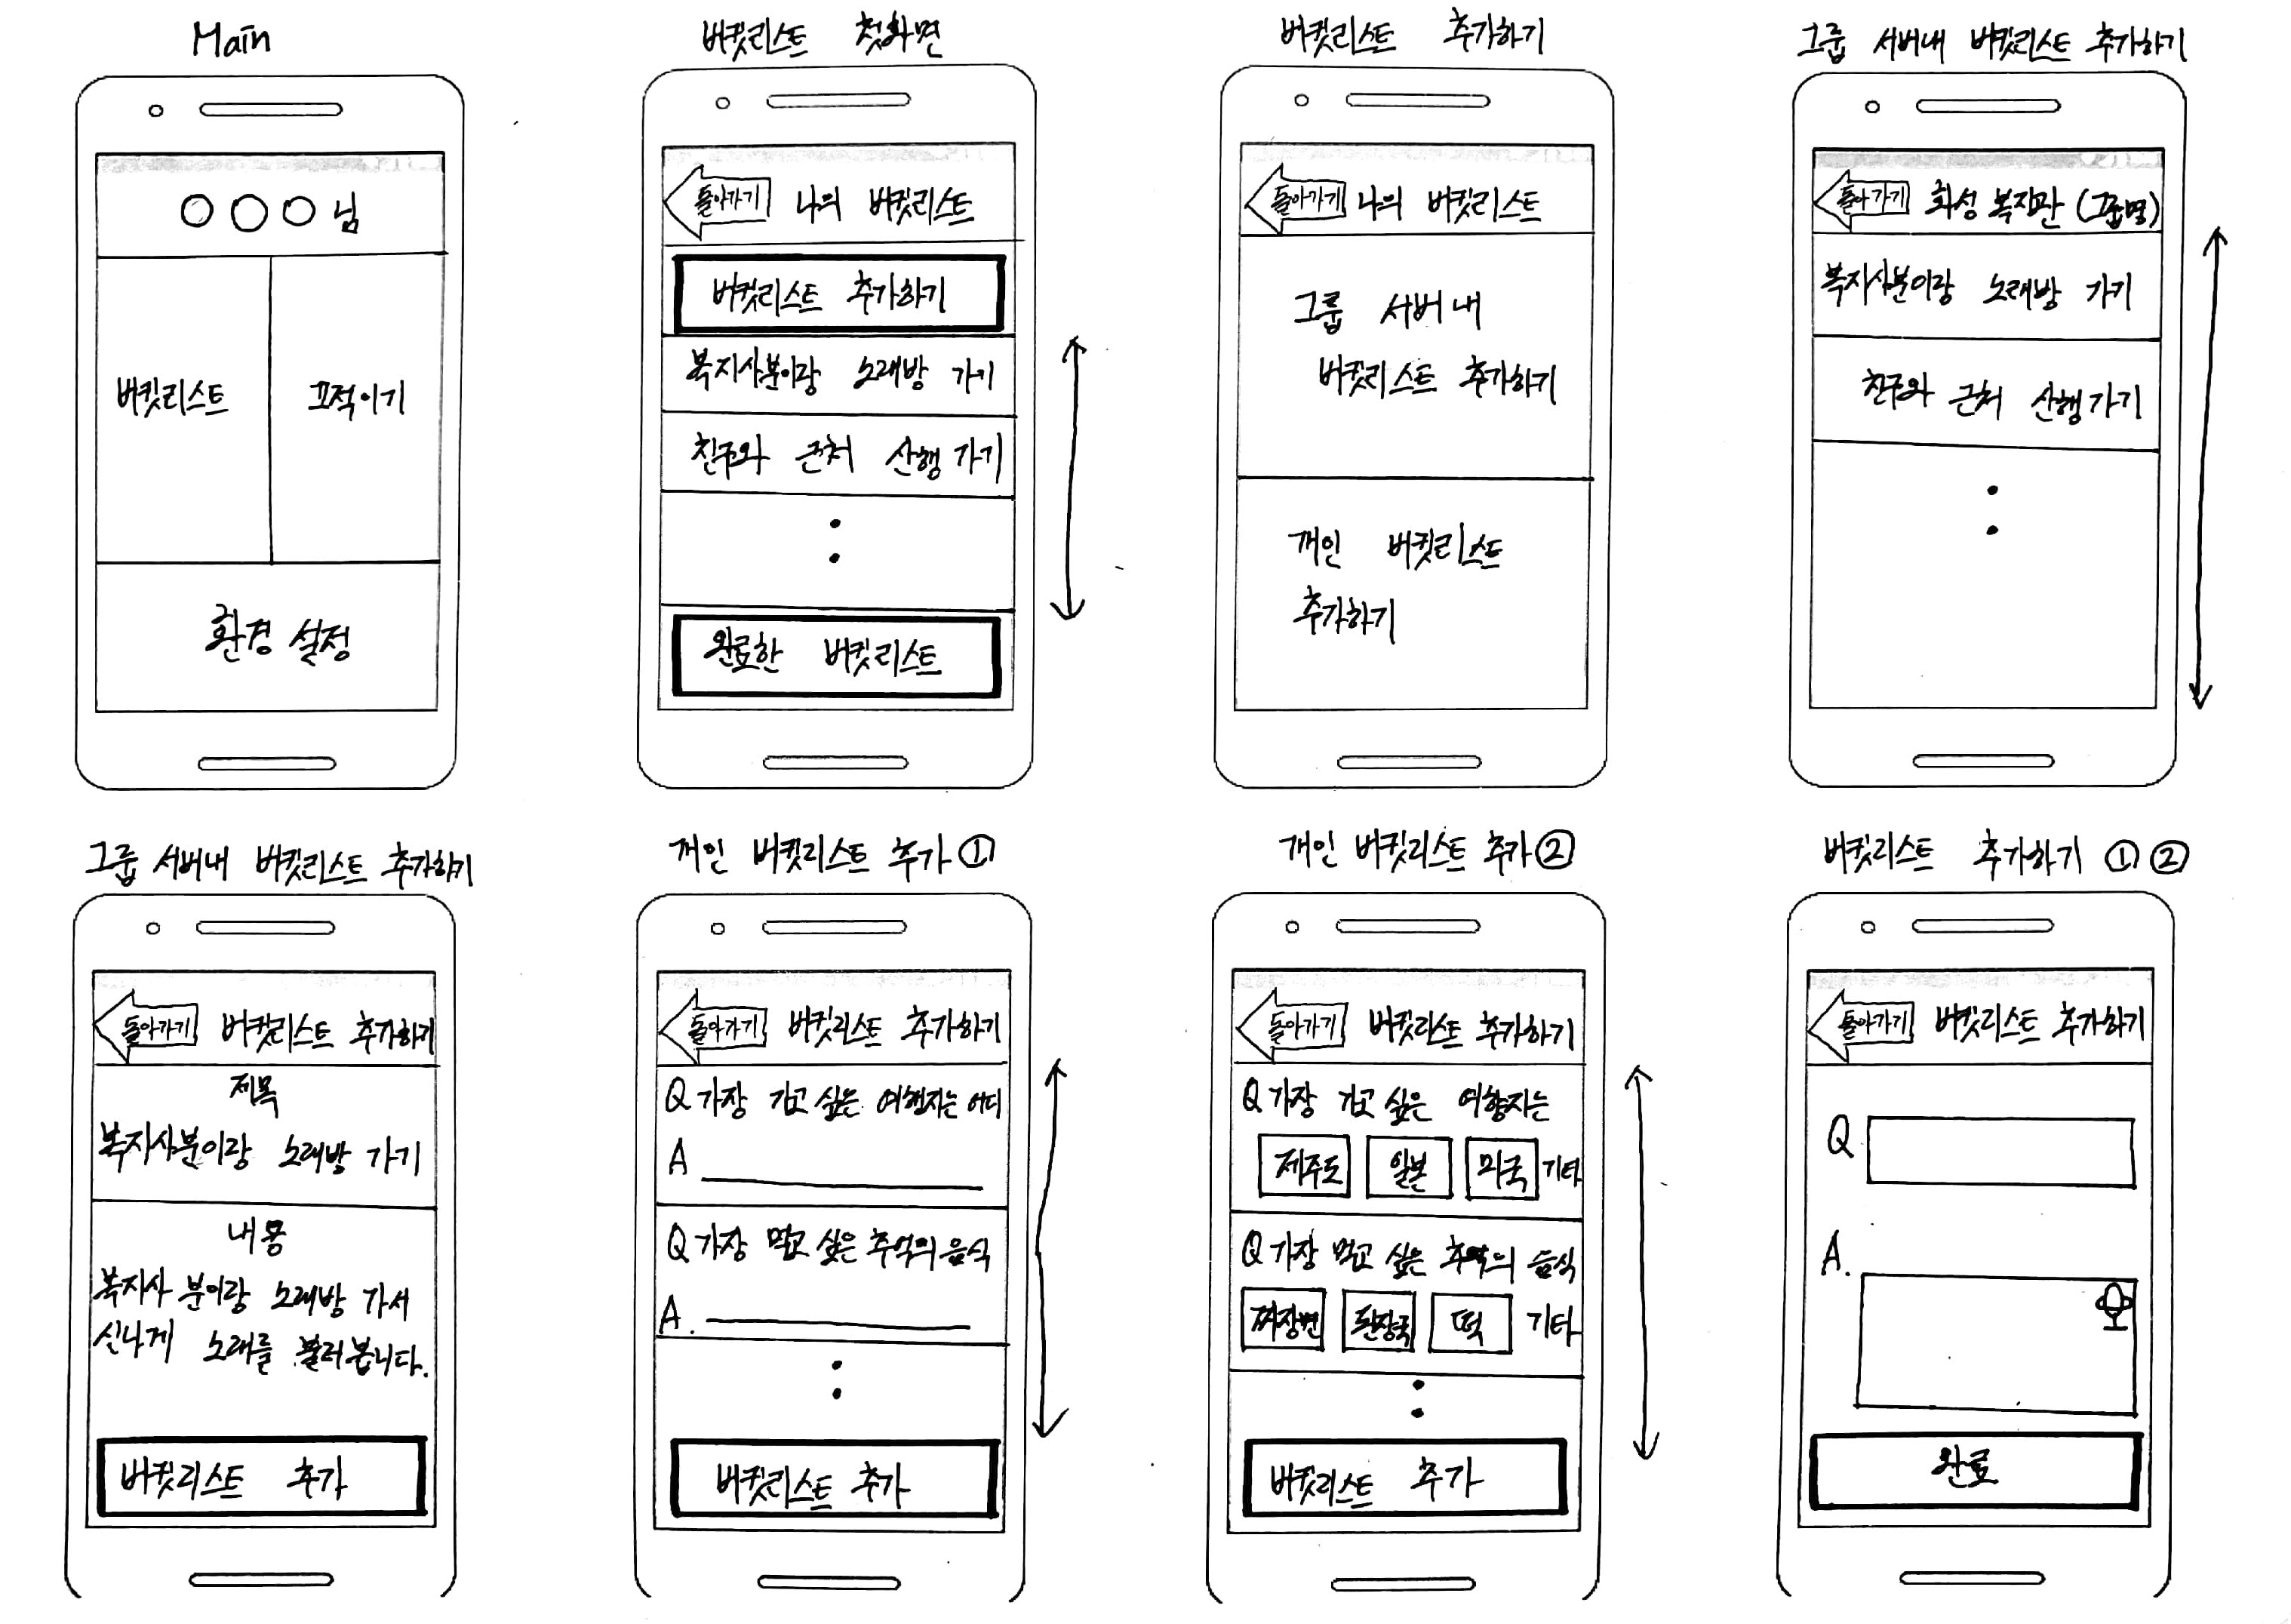 Main
○○○님
버킷리스트
끄적이기
환경 설정
버킷리스트 첫화면
돌아가기 나의 버킷리스트
버킷리스트 추가하기
복지사분이랑 노래방 가기
친구와 근처 산행 가기
완료한 버킷리스트
버킷리스트 추가하기
돌아가기 나의 버킷리스트
그룹 서버 내
버킷리스트 추가하기
개인 버킷리스트
추가하기
그룹 서버내 버킷리스트 추가하기
돌아가기 화성 복지관 (그룹명)
복지사분이랑 노래방 가기
친구와 근처 산행 가기
그룹 서버내 버킷리스트 추가하기
돌아가기 버킷리스트 추가하기
제목
복지사분이랑 노래방 가기
내용
복지사 분이랑 노래방 가서
신나게 노래를 불러봅니다.
버킷리스트 추가
개인 버킷리스트 추가 ①
돌아가기 버킷리스트 추가하기
Q 가장 가고 싶은 여행지는 어디
A
Q 가장 먹고 싶은 추억의 음식
A.
버킷리스트 추가
개인 버킷리스트 추가 ②
돌아가기 버킷리스트 추가하기
Q 가장 가고 싶은 여행지는
제주도 일본 미국 기타
Q 가장 먹고 싶은 추억의 음식
짜장면 된장국 떡 기타
버킷리스트 추가
버킷리스트 추가하기 ① ②
돌아가기 버킷리스트 추가하기
Q
A.
완료